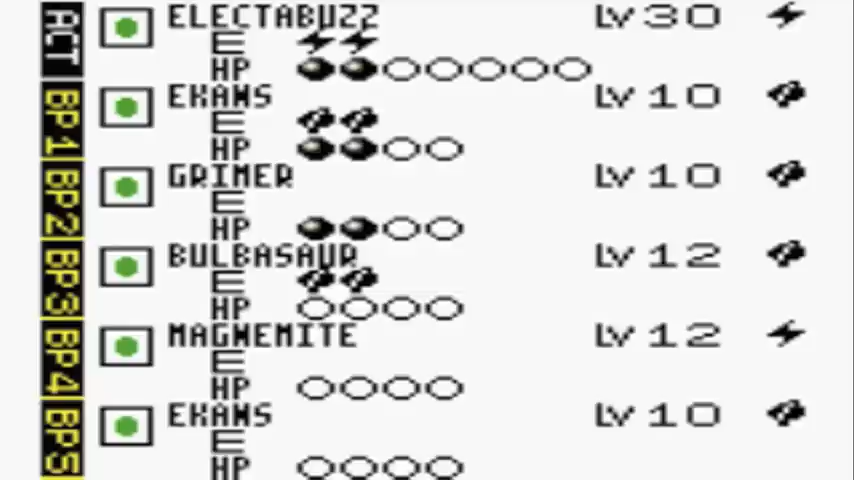 ACT
ELECTABUZZ Lv30
E
HP
BP1
EKANS Lv10
E
HP
BP2
GRIMER Lv10
E
HP
BP3
BULBASAUR Lv12
E
HP
BP4
MAGNEMITE Lv12
E
HP
BP5
EKANS Lv10
E
HP